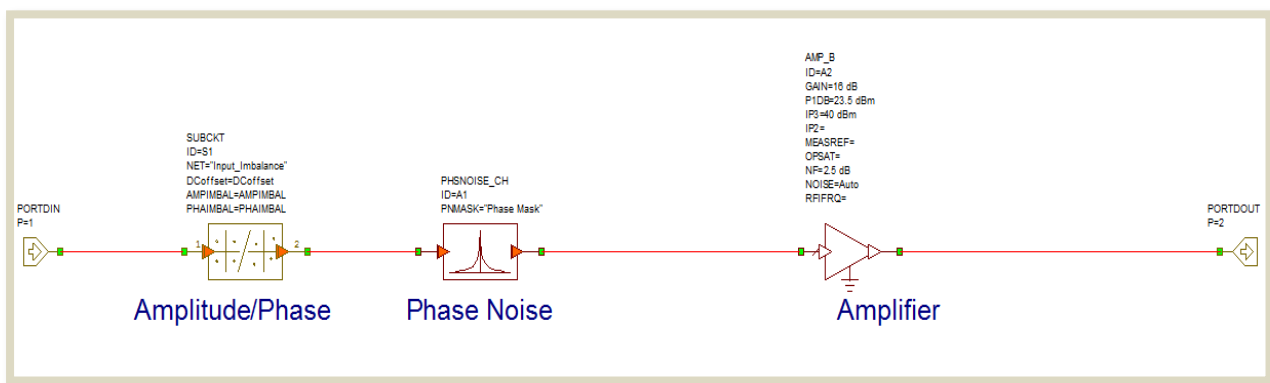 AMP_B
ID=A2
GAIN=16 dB
P1DB=23.5 dBm
IP3=40 dBm
IP2=
MEASREF=
OPSAT=
NF=2.5 dB
NOISE=Auto
RFIFRQ=
SUBCKT
ID=S1
NET="Input_Imbalance"
DCoffset=DCoffset
AMPIMBAL=AMPIMBAL
PHAIMBAL=PHAIMBAL
PHSNOISE_CH
ID=A1
PNMASK="Phase Mask"
PORTDIN
P=1
PORTDOUT
P=2
1
2
Amplitude/Phase
Phase Noise
Amplifier